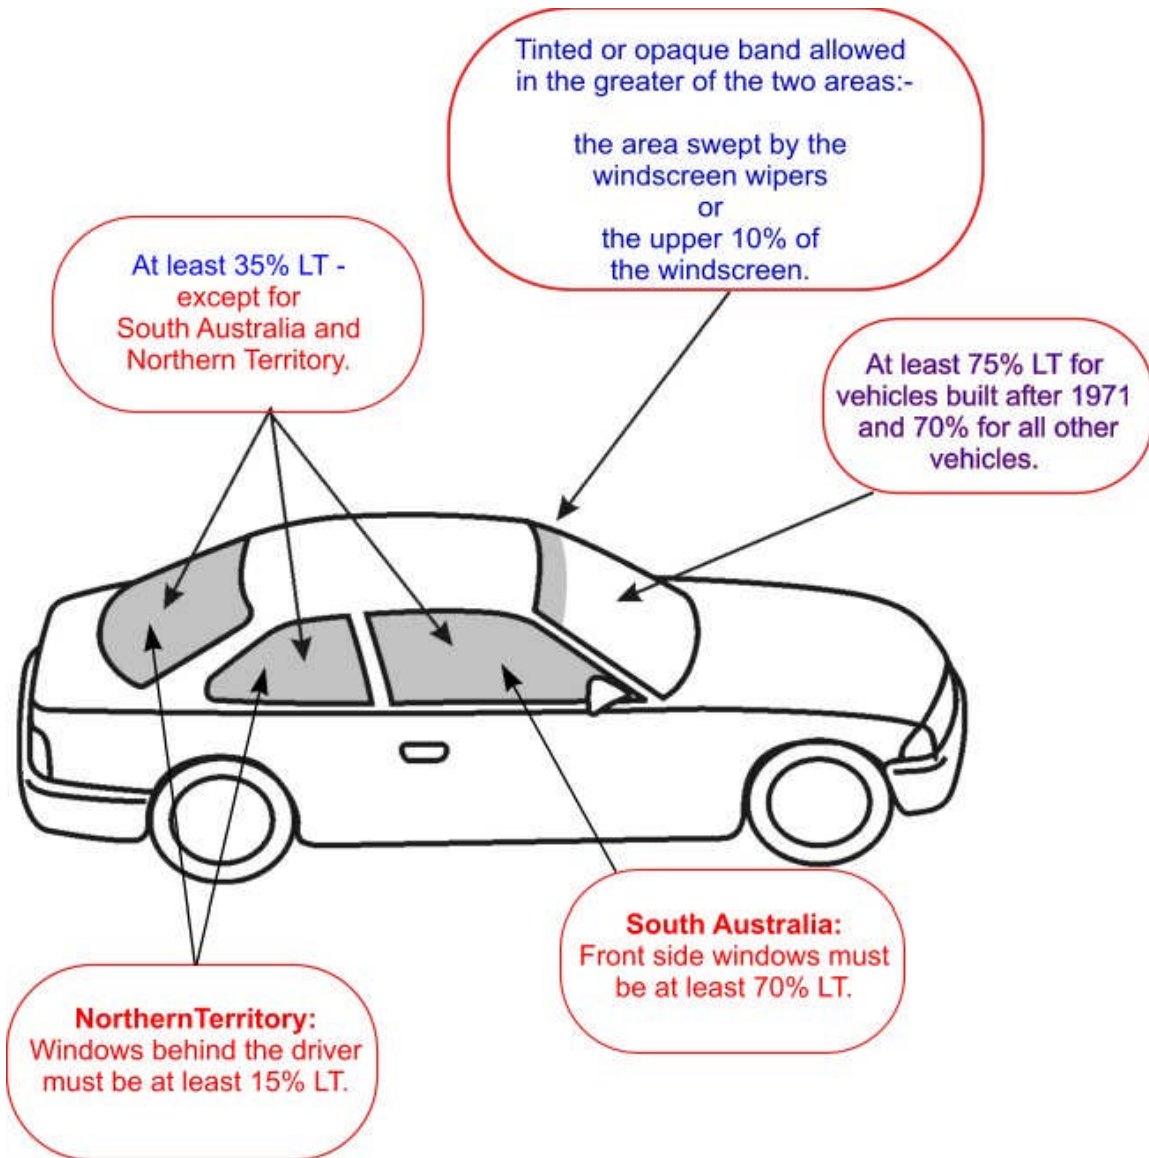 Tinted or opaque band allowed
in the greater of the two areas:-
the area swept by the
windscreen wipers
or
the upper 10% of
the windscreen.
At least 35% LT -
except for
South Australia and
Northern Territory.
At least 75% LT for
vehicles built after 1971
and 70% for all other
vehicles.
South Australia:
Front side windows must
be at least 70% LT.
NorthernTerritory:
Windows behind the driver
must be at least 15% LT.